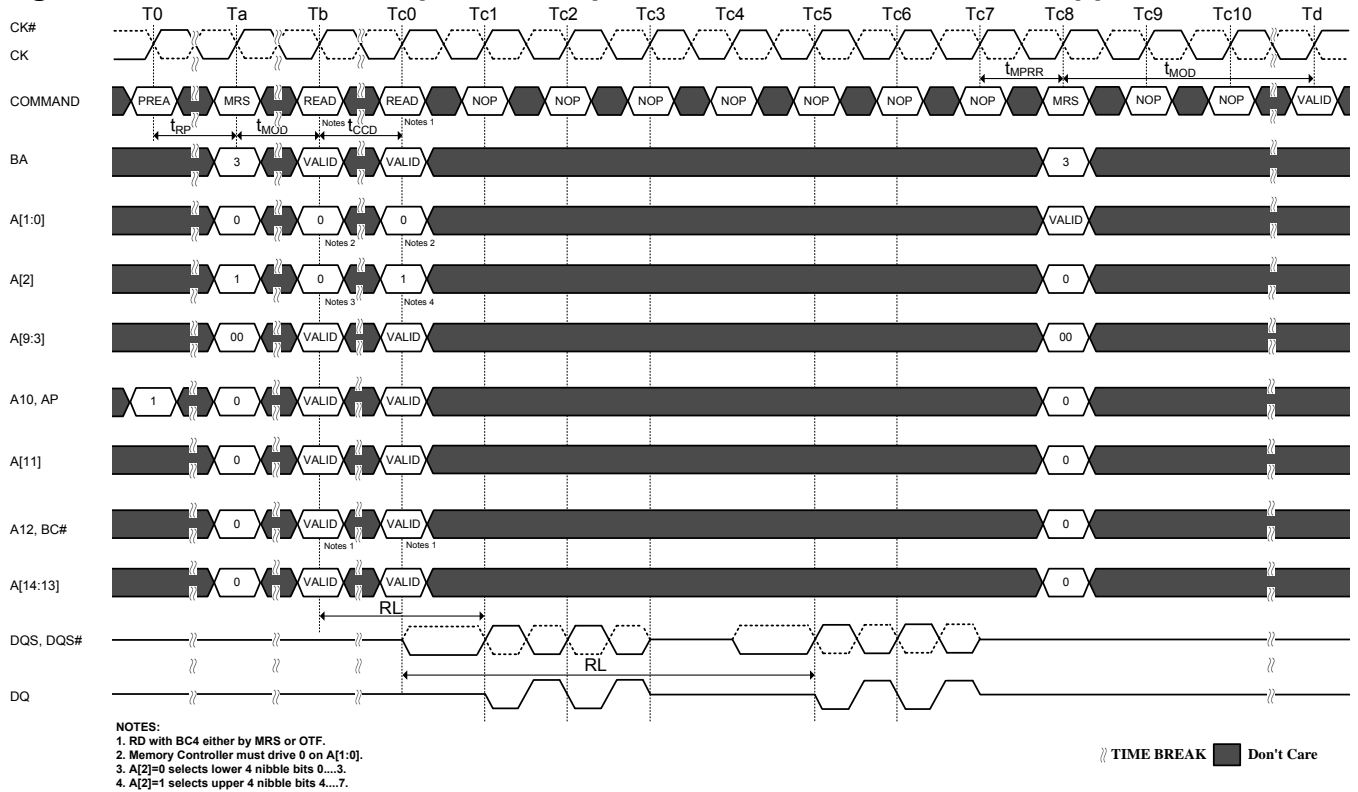 T0 Ta Tb Tc0 Tc1 Tc2 Tc3 Tc4 Tc5 Tc6 Tc7 Tc8 Tc9 Tc10 Td
CK#
CK
tMPRR tMOD
COMMAND PREA MRS READ READ NOP NOP NOP NOP NOP NOP NOP MRS NOP NOP VALID
Notes 1 Notes 1
tRP tMOD tCCD
BA 3 VALID VALID 3
A[1:0] 0 0 0 VALID
Notes 2 Notes 2
A[2] 1 0 1 0
Notes 3 Notes 4
A[9:3] 00 VALID VALID 00
A10, AP 1 0 VALID VALID 0
A[11] 0 VALID VALID 0
A12, BC# 0 VALID VALID 0
Notes 1 Notes 1
A[14:13] 0 VALID VALID 0
RL
DQS, DQS#
RL
DQ
NOTES:
1. RD with BC4 either by MRS or OTF.
2. Memory Controller must drive 0 on A[1:0].
3. A[2]=0 selects lower 4 nibble bits 0....3.
4. A[2]=1 selects upper 4 nibble bits 4....7.
TIME BREAK Don't Care